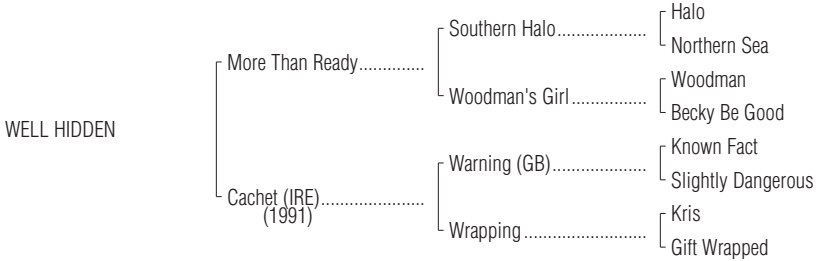 Halo
Southern Halo...................
Northern Sea
More Than Ready..............
Woodman
Woodman's Girl................
Becky Be Good
WELL HIDDEN
Known Fact
Warning (GB)....................
Slightly Dangerous
Cachet (IRE)......................
(1991)
Kris
Wrapping..........................
Gift Wrapped